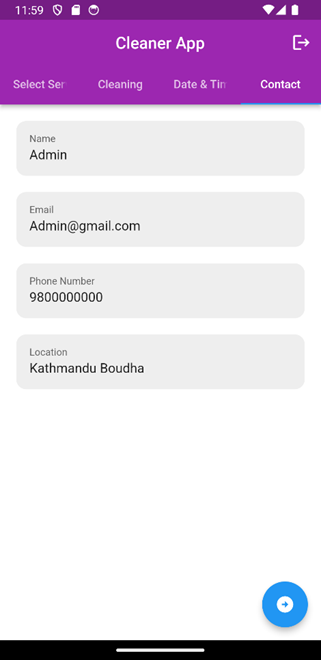 11:59
Cleaner App
Select Ser Cleaning Date & Tin Contact
Name
Admin
Email
Admin@gmail.com
Phone Number
9800000000
Location
Kathmandu Boudha